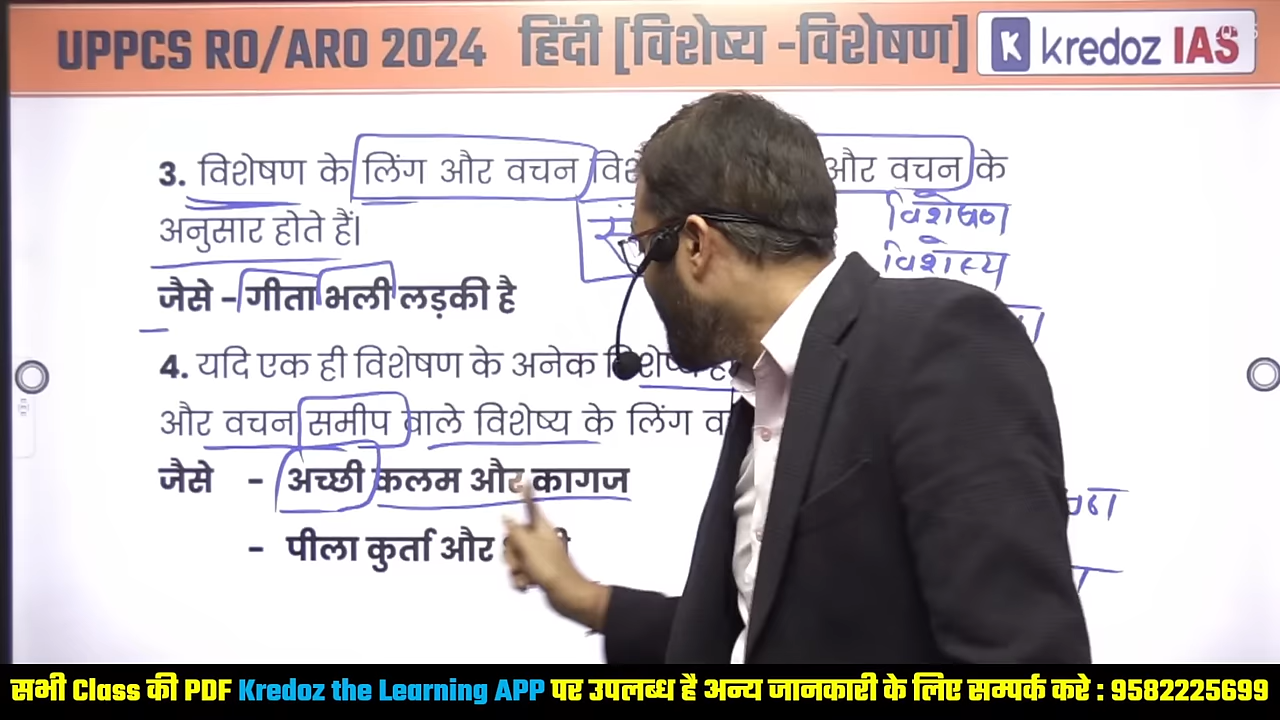 UPPCS RO/ARO 2024 हिंदी [विशेष्य -विशेषण]
kredoz IAS
3. विशेषण के लिंग और वचन और वचन के
विशेषण
अनुसार होते हैं।
विशेष्य
जैसे - गीता भली लड़की है
4. यदि एक ही विशेषण के अनेक
और वचन समीप वाले विशेष्य के लिंग
जैसे - अच्छी कलम और कागज
- पीला कुर्ता और
सभी Class की PDF Kredoz the Learning APP पर उपलब्ध है अन्य जानकारी के लिए सम्पर्क करे : 9582225699